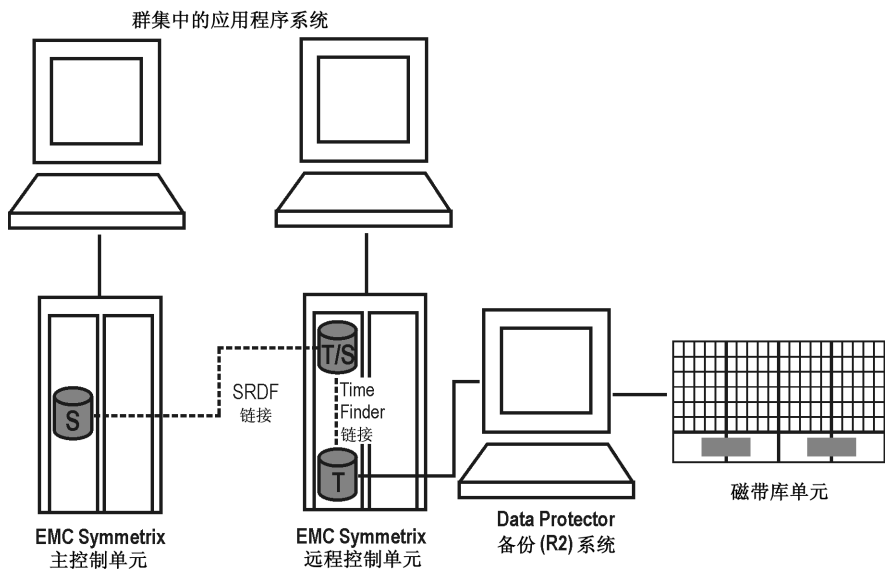 群集中的应用程序系统
S
SRDF
链接
T/S
Time
Finder
链接
T
EMC Symmetrix
主控制单元
EMC Symmetrix
远程控制单元
Data Protector
备份 (R2) 系统
磁带库单元